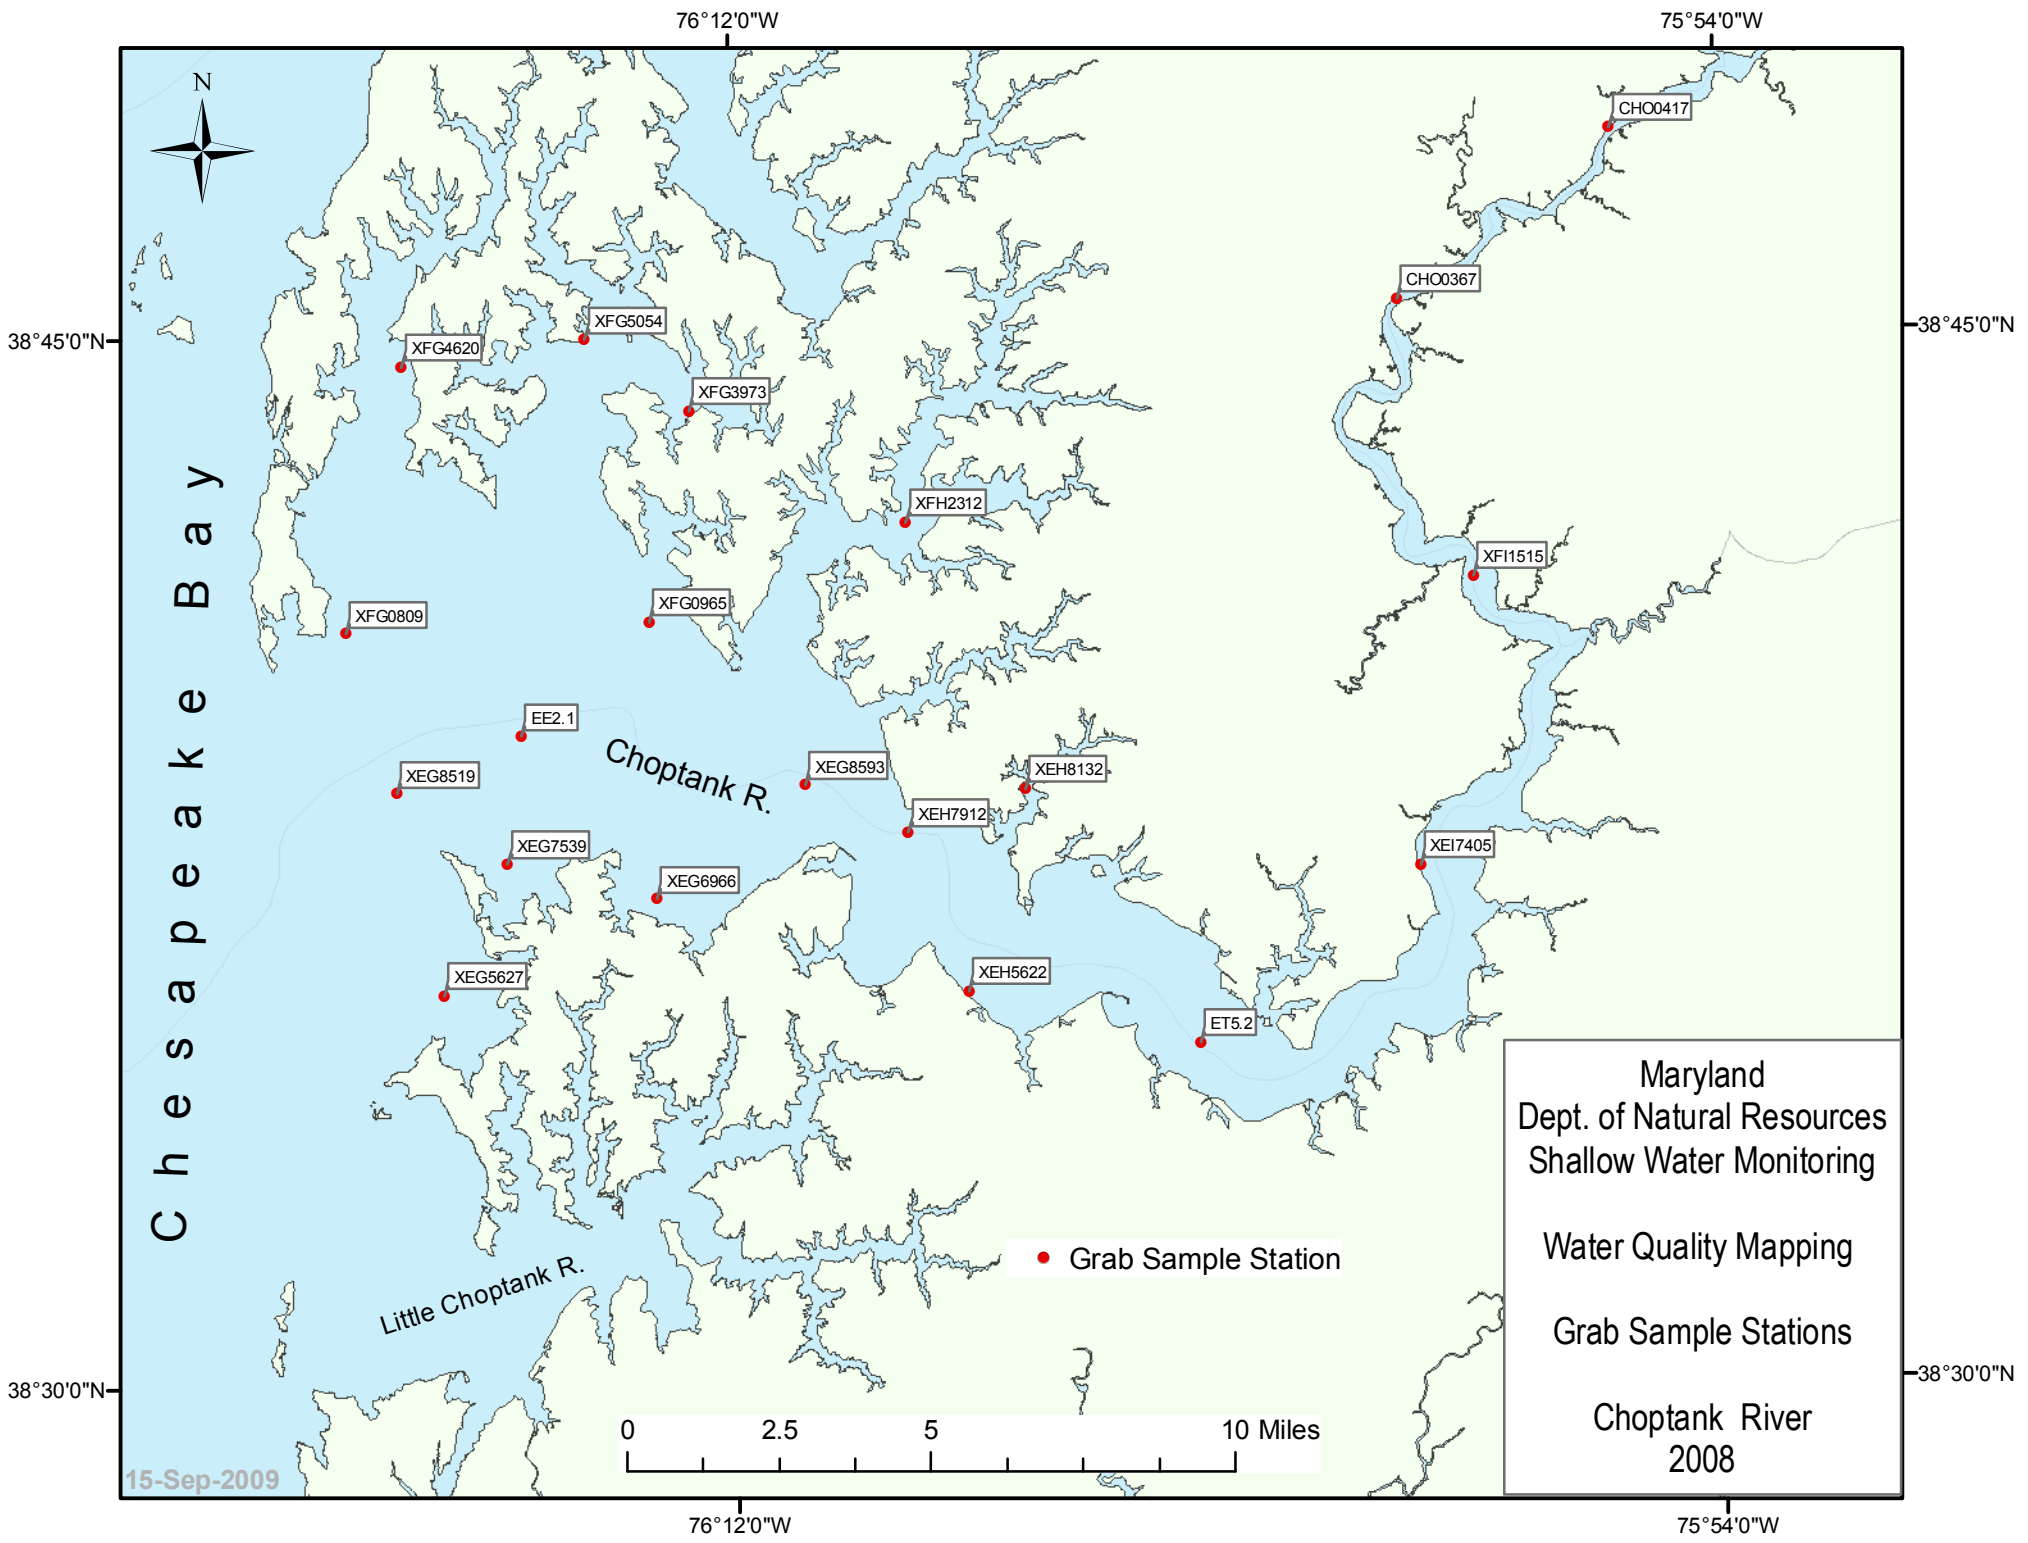 76°12'0"W
75°54'0"W
N
CHO0417
CHO0367
38°45'0"N
38°45'0"N
XFG5054
XFG4620
XFG3973
XFH2312
XFI1515
XFG0965
XFG0809
EE2.1
Choptank R.
XEG8593
XEH8132
XEG8519
XEH7912
XEG7539
XEI7405
XEG6966
XEG5627
XEH5622
ET5.2
Chesapeake Bay
Maryland
Dept. of Natural Resources
Shallow Water Monitoring
Water Quality Mapping
Grab Sample Stations
Choptank River
2008
Grab Sample Station
Little Choptank R.
38°30'0"N
38°30'0"N
0 2.5 5 10 Miles
15-Sep-2009
76°12'0"W
75°54'0"W